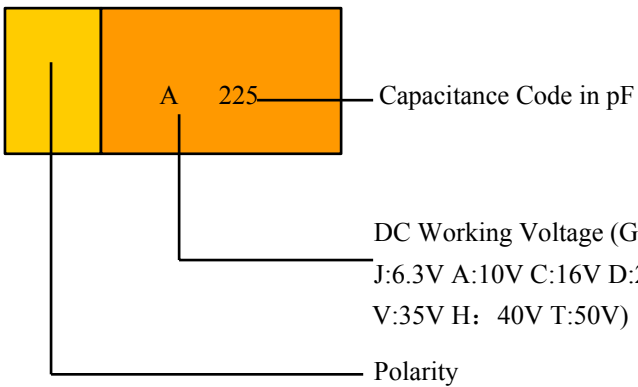 A 225 Capacitance Code in pF
DC Working Voltage (G
J:6.3V A:10V C:16V D:2
V:35V H：40V T:50V)
Polarity